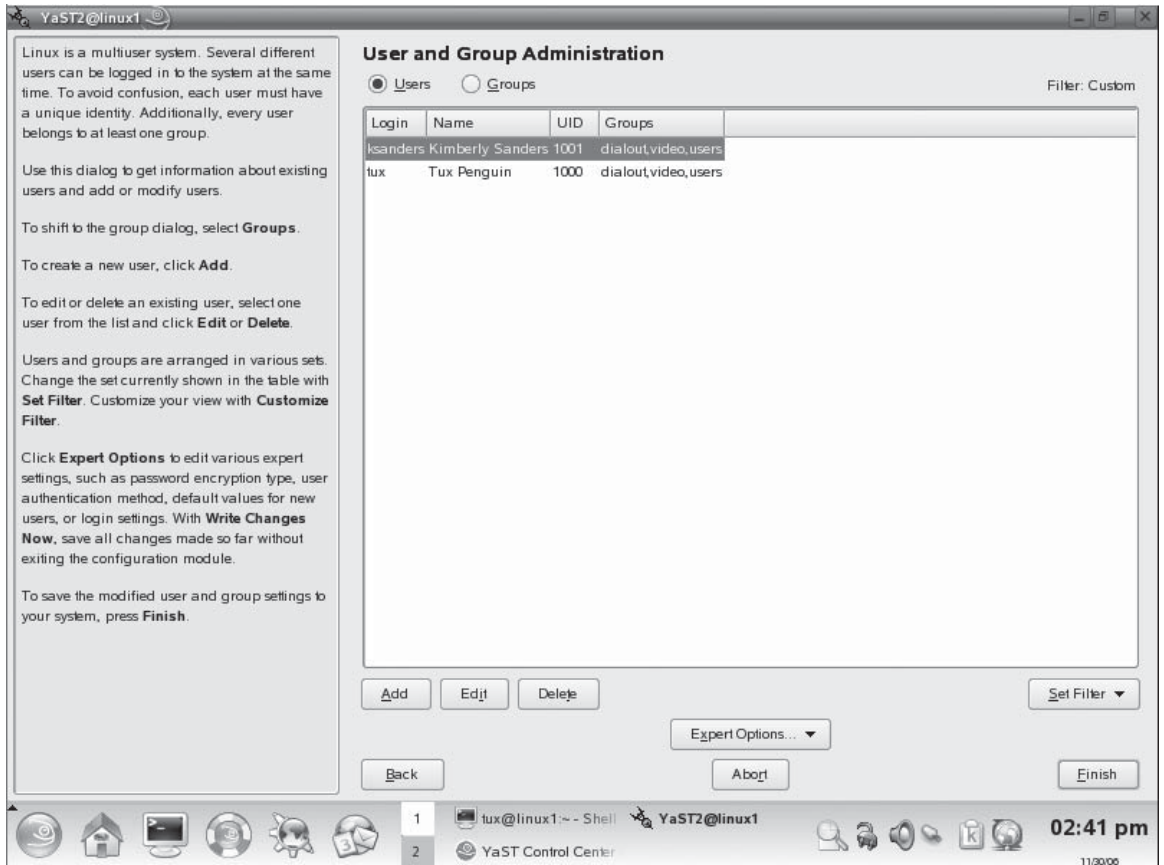 YaST2@linux1
Linux is a multiuser system. Several different
users can be logged in to the system at the same
time. To avoid confusion, each user must have
a unique identity. Additionally, every user
belongs to at least one group.
Use this dialog to get information about existing
users and add or modify users.
To shift to the group dialog, select Groups.
To create a new user, click Add.
To edit or delete an existing user, select one
user from the list and click Edit or Delete.
Users and groups are arranged in various sets.
Change the set currently shown in the table with
Set Filter. Customize your view with Customize
Filter.
Click Expert Options to edit various expert
settings, such as password encryption type, user
authentication method, default values for new
users, or login settings. With Write Changes
Now, save all changes made so far without
exiting the configuration module.
To save the modified user and group settings to
your system, press Finish.
User and Group Administration
Users Groups Filter: Custom
Login Name UID Groups
ksanders Kimberly Sanders 1001 dialout,video,users
tux Tux Penguin 1000 dialout,video,users
Add Edit Delete Set Filter
Expert Options...
Back Abort Finish
1 tux@linux1:~ - Shell YaST2@linux1
2 YaST Control Center
02:41 pm
11/30/06